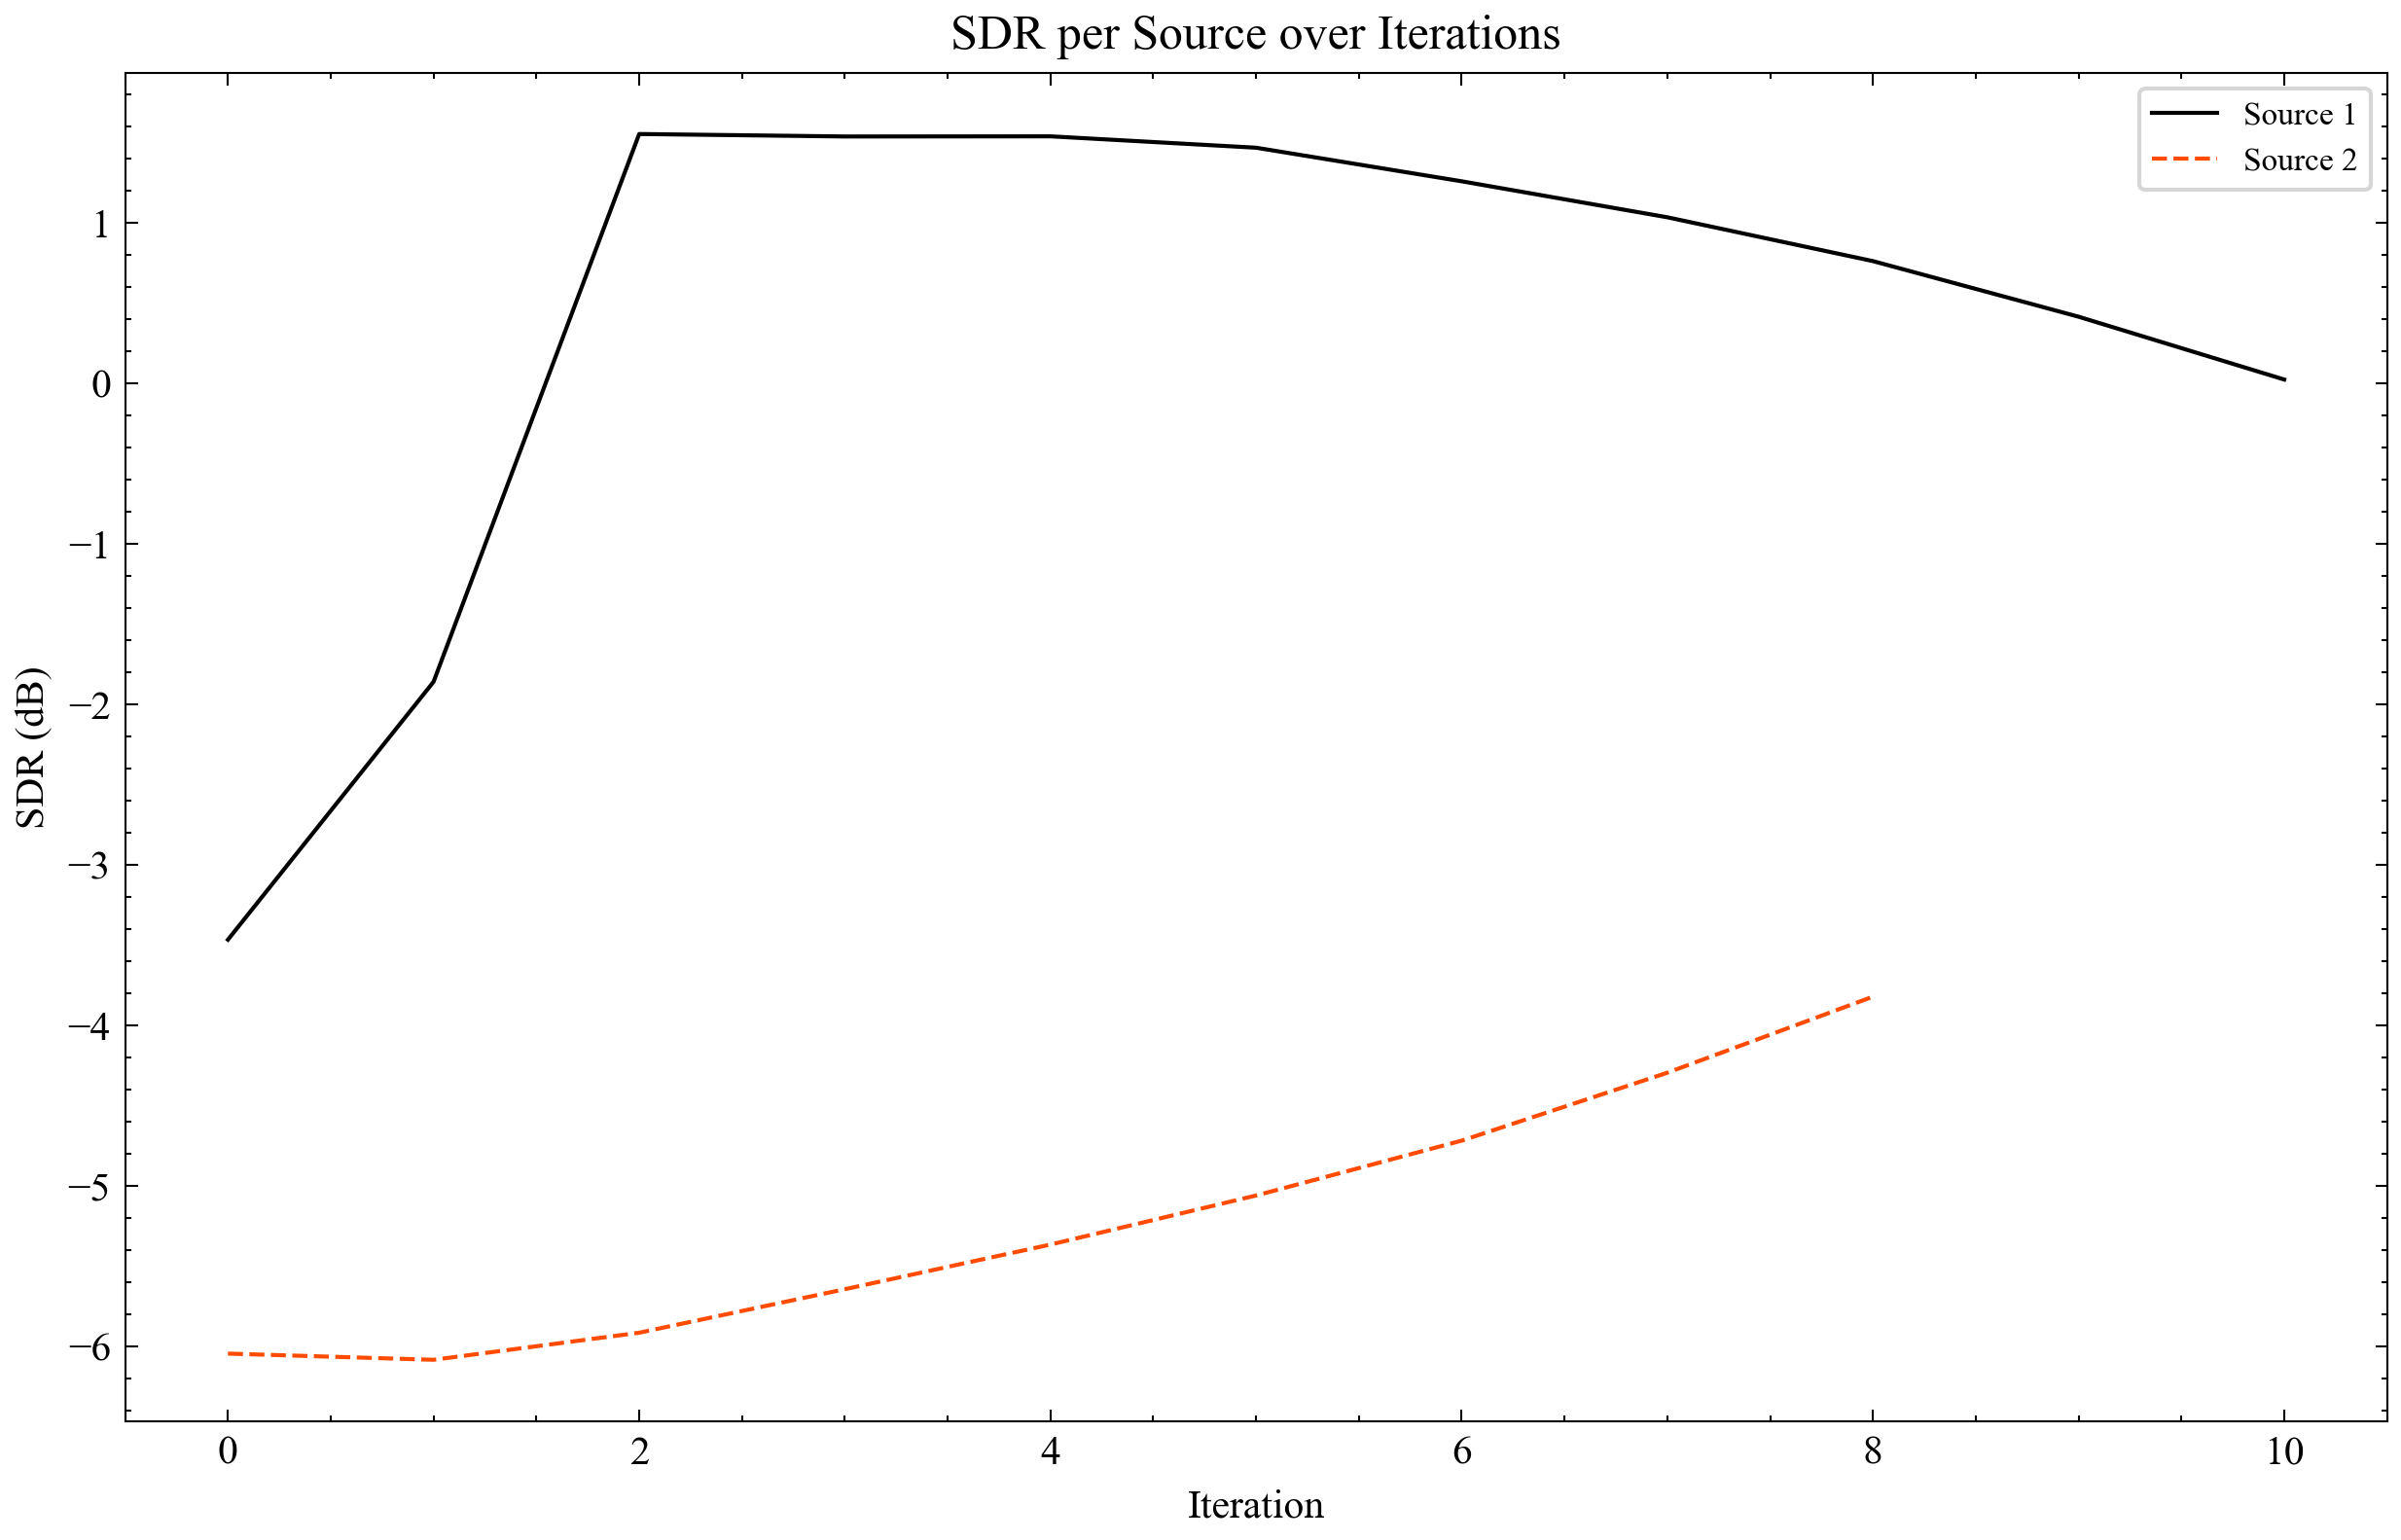 SDR per Source over Iterations
Source 1
Source 2
1
0
−1
−2
−3
−4
−5
−6
SDR (dB)
0 2 4 6 8 10
Iteration